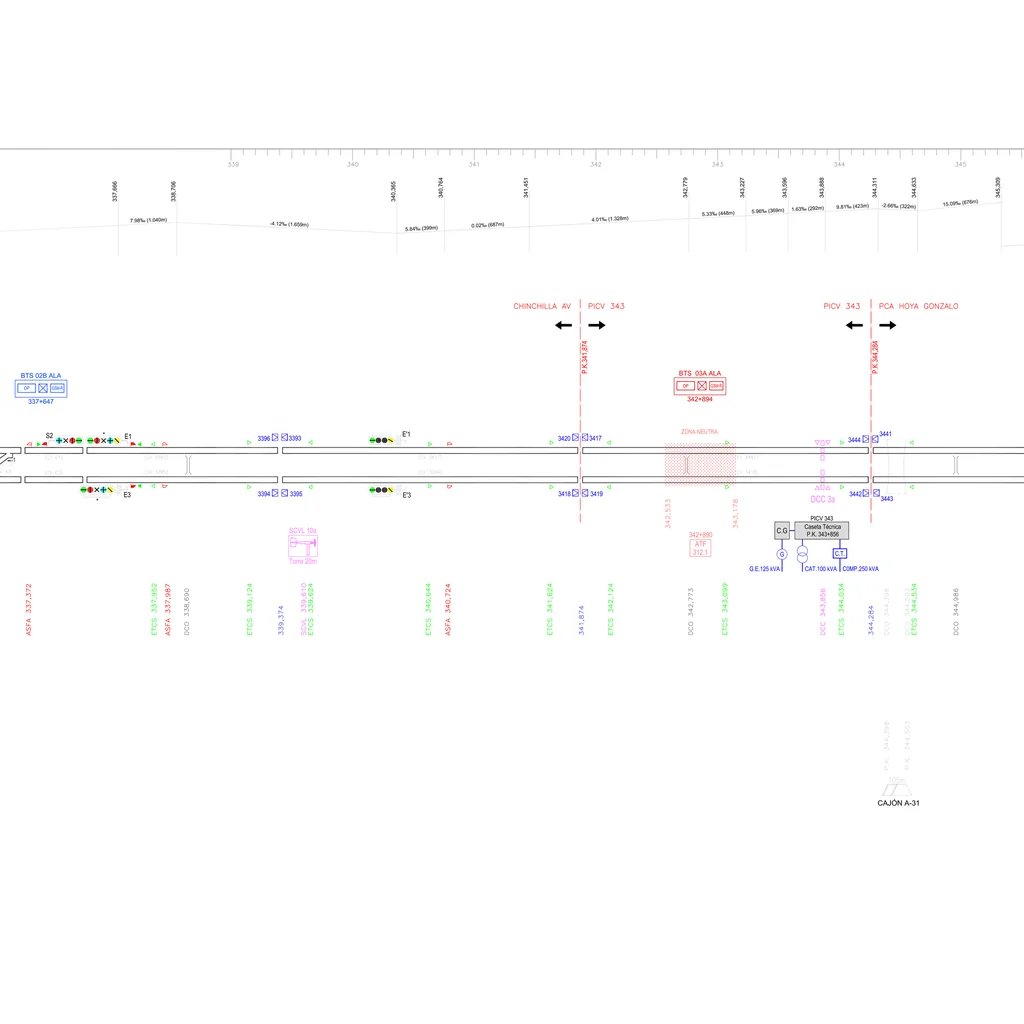 339 340 341 342 343 344 345
337,666 338,706 340,365 340,764 341,451 342,779 343,227 343,596 343,888 344,311 344,633 345,309
7.98‰ (1.040m) -4.12‰ (1.659m) 5.84‰ (399m) 0.02‰ (687m) 4.01‰ (1.328m) 5.33‰ (448m) 5.96‰ (369m) 1.63‰ (292m) 9.81‰ (423m) -2.66‰ (322m) 15.09‰ (676m)
CHINCHILLA AV PICV 343 PICV 343 PCA HOYA GONZALO
P.K.341,874 P.K.344,284
BTS 02B ALA
337+647
BTS 03A ALA
342+894
S2 E1 3396 3393 E'1 3420 3417 ZONA NEUTRA 3444 3441
E3 3394 3395 E'3 3418 3419 3442 3443
DCC 3a
342,533 343,178
SCVL 10a
Torre 20m
342+890
ATF
312.1
PICV 343
C.G Caseta Técnica
P.K. 343+856
G C.T.
G.E.125 kVA CAT.100 kVA COMP.250 kVA
ASFA 337,372
ETCS 337,952
ASFA 337,987
DCO 338,690
ETCS 339,124
339,374
SCVL 339,610
ETCS 339,624
ETCS 340,644
ASFA 340,724
ETCS 341,624
341,874
ETCS 342,124
DCO 342,773
ETCS 343,099
DCC 343,856
ETCS 344,034
344,284
ETCS 344,534
DCO 344,986
CAJÓN A-31